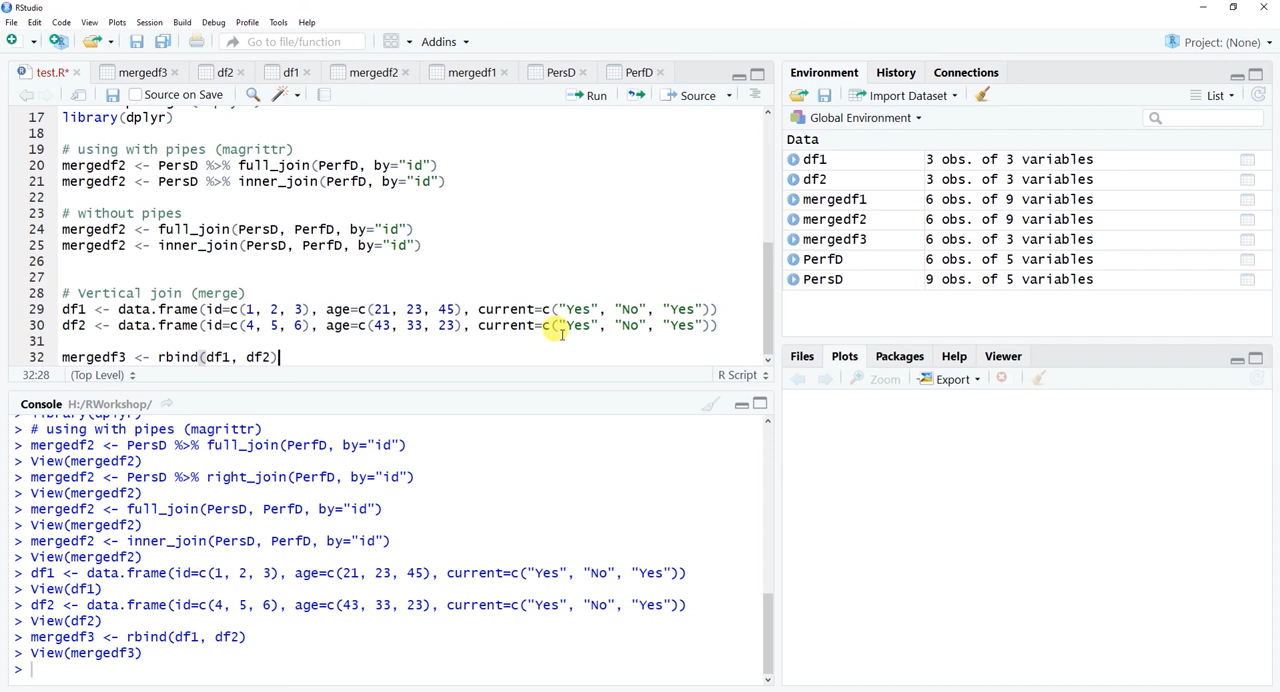 RStudio
File Edit Code View Plots Session Build Debug Profile Tools Help
Go to file/function Addins Project: (None)
test.R* mergedf3 df2 df1 mergedf2 mergedf1 PersD PerfD
Source on Save Run Source
17 library(dplyr)
18
19 # using with pipes (magrittr)
20 mergedf2 <- PersD %>% full_join(PerfD, by="id")
21 mergedf2 <- PersD %>% inner_join(PerfD, by="id")
22
23 # without pipes
24 mergedf2 <- full_join(PersD, PerfD, by="id")
25 mergedf2 <- inner_join(PersD, PerfD, by="id")
26
27
28 # Vertical join (merge)
29 df1 <- data.frame(id=c(1, 2, 3), age=c(21, 23, 45), current=c("Yes", "No", "Yes"))
30 df2 <- data.frame(id=c(4, 5, 6), age=c(43, 33, 23), current=c("Yes", "No", "Yes"))
31
32 mergedf3 <- rbind(df1, df2)
32:28 (Top Level) R Script
Console H:/RWorkshop/
> # using with pipes (magrittr)
> mergedf2 <- PersD %>% full_join(PerfD, by="id")
> View(mergedf2)
> mergedf2 <- PersD %>% right_join(PerfD, by="id")
> View(mergedf2)
> mergedf2 <- full_join(PersD, PerfD, by="id")
> View(mergedf2)
> mergedf2 <- inner_join(PersD, PerfD, by="id")
> View(mergedf2)
> df1 <- data.frame(id=c(1, 2, 3), age=c(21, 23, 45), current=c("Yes", "No", "Yes"))
> View(df1)
> df2 <- data.frame(id=c(4, 5, 6), age=c(43, 33, 23), current=c("Yes", "No", "Yes"))
> View(df2)
> mergedf3 <- rbind(df1, df2)
> View(mergedf3)
>
Environment History Connections
Import Dataset List
Global Environment
Data
df1 3 obs. of 3 variables
df2 3 obs. of 3 variables
mergedf1 6 obs. of 9 variables
mergedf2 6 obs. of 9 variables
mergedf3 6 obs. of 3 variables
PerfD 6 obs. of 5 variables
PersD 9 obs. of 5 variables
Files Plots Packages Help Viewer
Zoom Export